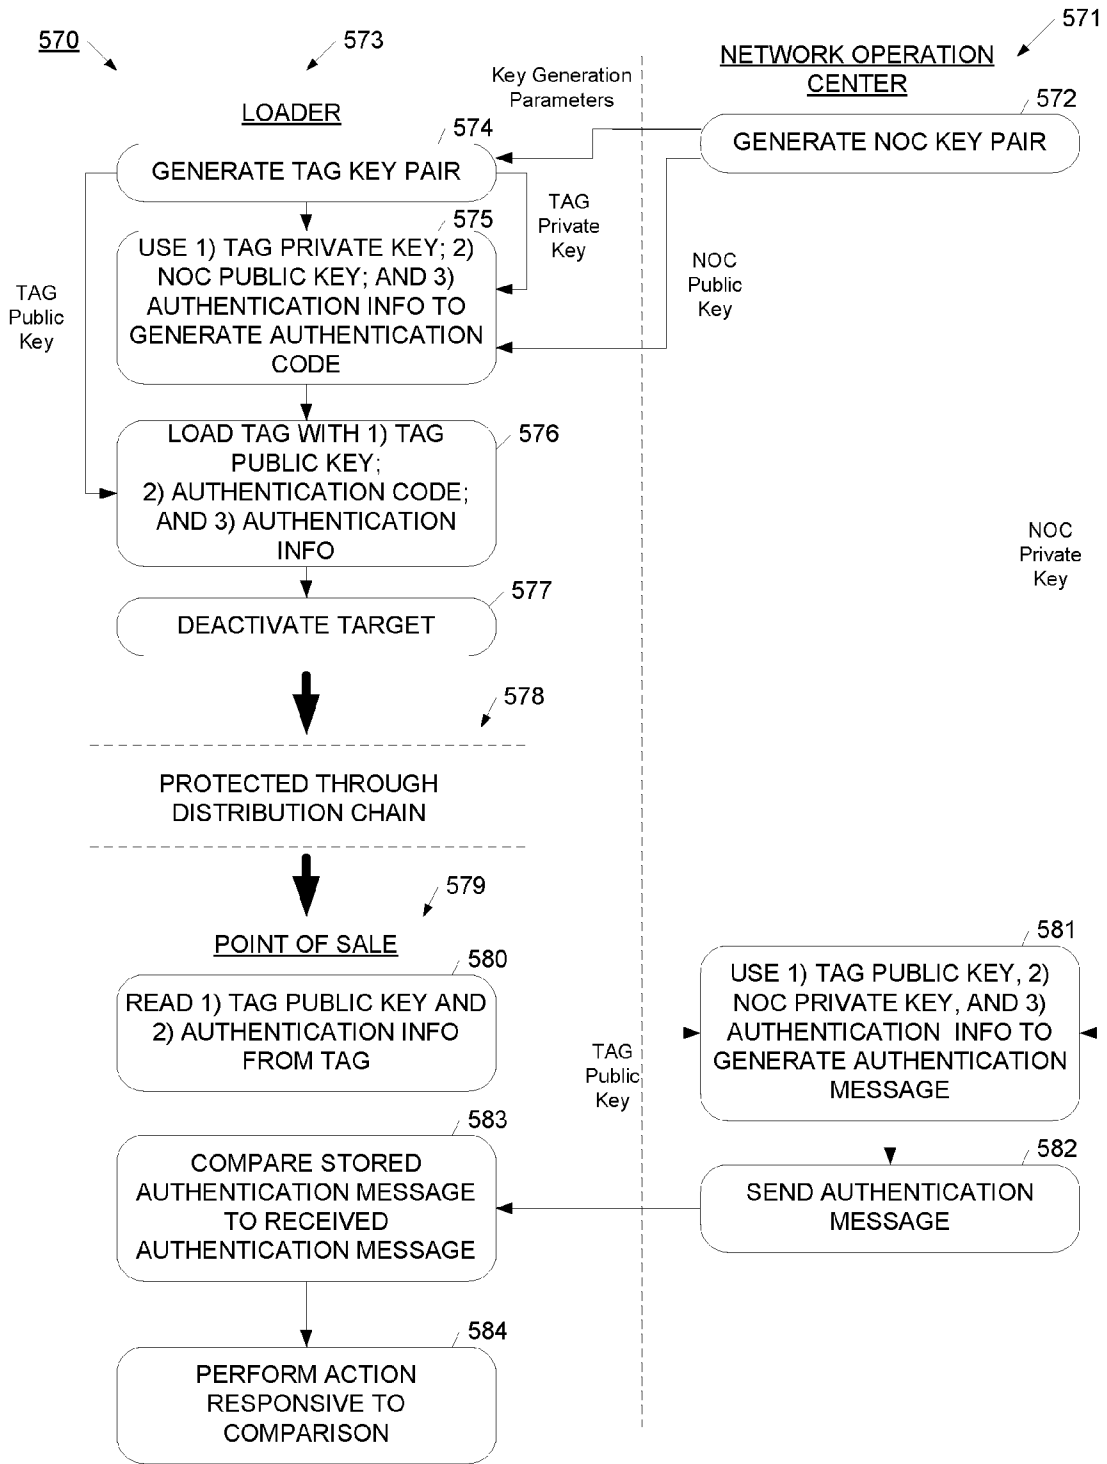 570
573
571
NETWORK OPERATION
CENTER
Key Generation
Parameters
LOADER
572
GENERATE NOC KEY PAIR
574
GENERATE TAG KEY PAIR
TAG
Private
Key
575
USE 1) TAG PRIVATE KEY; 2)
NOC PUBLIC KEY; AND 3)
AUTHENTICATION INFO TO
GENERATE AUTHENTICATION
CODE
NOC
Public
Key
TAG
Public
Key
576
LOAD TAG WITH 1) TAG
PUBLIC KEY;
2) AUTHENTICATION CODE;
AND 3) AUTHENTICATION
INFO
NOC
Private
Key
577
DEACTIVATE TARGET
578
PROTECTED THROUGH
DISTRIBUTION CHAIN
579
POINT OF SALE
580
READ 1) TAG PUBLIC KEY AND
2) AUTHENTICATION INFO
FROM TAG
581
USE 1) TAG PUBLIC KEY, 2)
NOC PRIVATE KEY, AND 3)
AUTHENTICATION INFO TO
GENERATE AUTHENTICATION
MESSAGE
TAG
Public
Key
583
COMPARE STORED
AUTHENTICATION MESSAGE
TO RECEIVED
AUTHENTICATION MESSAGE
582
SEND AUTHENTICATION
MESSAGE
584
PERFORM ACTION
RESPONSIVE TO
COMPARISON